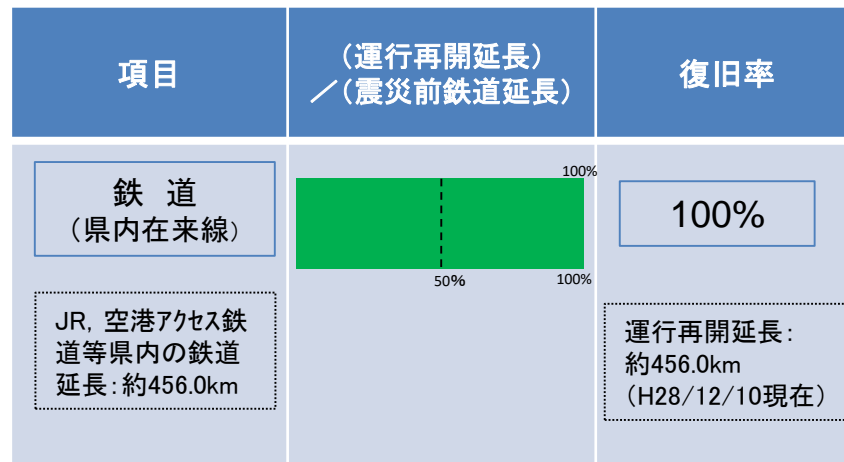 項目
（運行再開延長）
／（震災前鉄道延長）
復旧率
鉄　道
（県内在来線）
100%
50%
100%
100%
JR，空港アクセス鉄
道等県内の鉄道
延長：約456.0km
運行再開延長：
約456.0km
（H28/12/10現在）